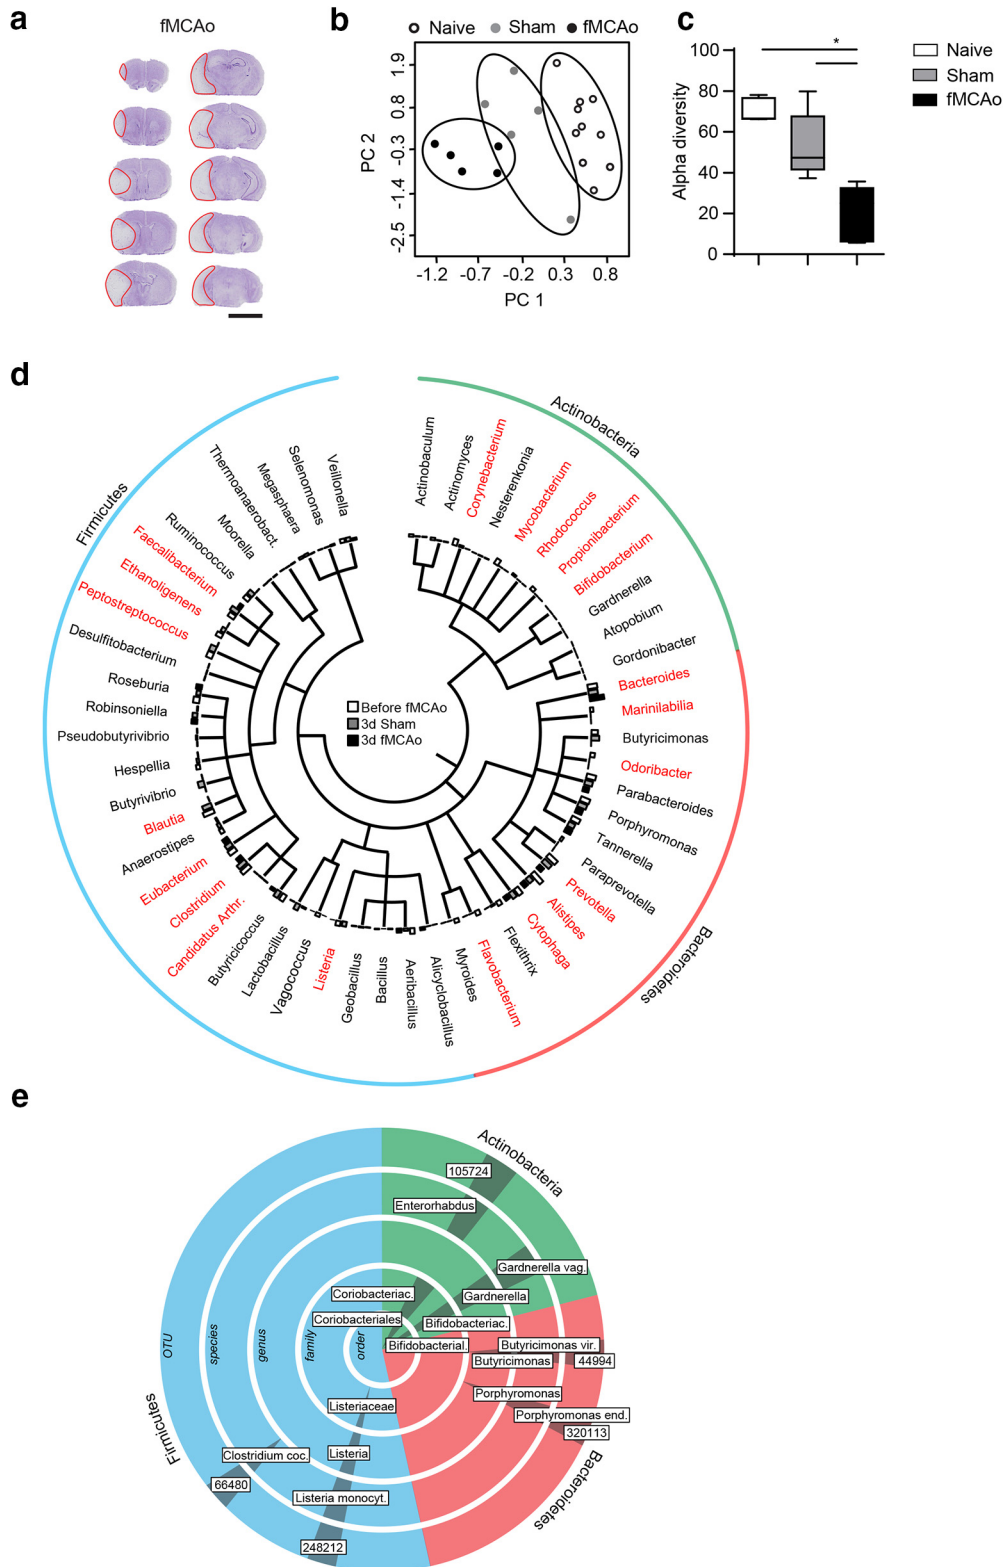 a
fMCAo
b
Naive
Sham
fMCAo
PC 2
1.9
0.8
-0.3
-1.4
-2.5
-1.2
-0.7
-0.2
0.3
0.8
PC 1
c
*
Alpha diversity
100
80
60
40
20
0
Naive
Sham
fMCAo
d
Actinobacteria
Actinobaculum
Actinomyces
Corynebacterium
Nesterenkonia
Mycobacterium
Rhodococcus
Propionibacterium
Bifidobacterium
Gardnerella
Atopobium
Gordonibacter
Bacteroides
Marinilabilia
Butyricimonas
Odoribacter
Parabacteroides
Porphyromonas
Tannerella
Paraprevotella
Prevotella
Alistipes
Cytophaga
Flexithrix
Flavobacterium
Myroides
Bacteroidetes
Alicyclobacillus
Aeribacillus
Bacillus
Geobacillus
Listeria
Vagococcus
Lactobacillus
Butyricicoccus
Candidatus Arthr.
Clostridium
Eubacterium
Anaerostipes
Blautia
Butyrivibrio
Hespellia
Pseudobutyrivibrio
Robinsoniella
Roseburia
Desulfitobacterium
Peptostreptococcus
Ethanoligenens
Faecalibacterium
Ruminococcus
Moorella
Thermoanaerobact.
Megasphaera
Selenomonas
Veillonella
Firmicutes
Before fMCAo
3d Sham
3d fMCAo
e
Actinobacteria
105724
Enterorhabdus
Gardnerella vag.
Coriobacteriac.
Gardnerella
Coriobacteriales
Bifidobacteriac.
Bifidobacterial.
OTU
species
genus
family
order
Butyricimonas vir.
Butyricimonas
44994
Porphyromonas
Porphyromonas end.
320113
Listeriaceae
Listeria
Clostridium coc.
66480
Listeria monocyt.
248212
Firmicutes
Bacteroidetes